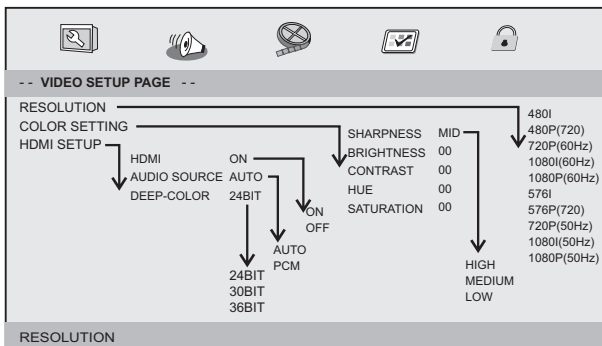 - - VIDEO SETUP PAGE - -
RESOLUTION
COLOR SETTING
HDMI SETUP
HDMI ON
AUDIO SOURCE AUTO
DEEP-COLOR 24BIT
ON
OFF
AUTO
PCM
24BIT
30BIT
36BIT
SHARPNESS MID
BRIGHTNESS 00
CONTRAST 00
HUE 00
SATURATION 00
HIGH
MEDIUM
LOW
480I
480P(720)
720P(60Hz)
1080I(60Hz)
1080P(60Hz)
576I
576P(720)
720P(50Hz)
1080I(50Hz)
1080P(50Hz)
RESOLUTION